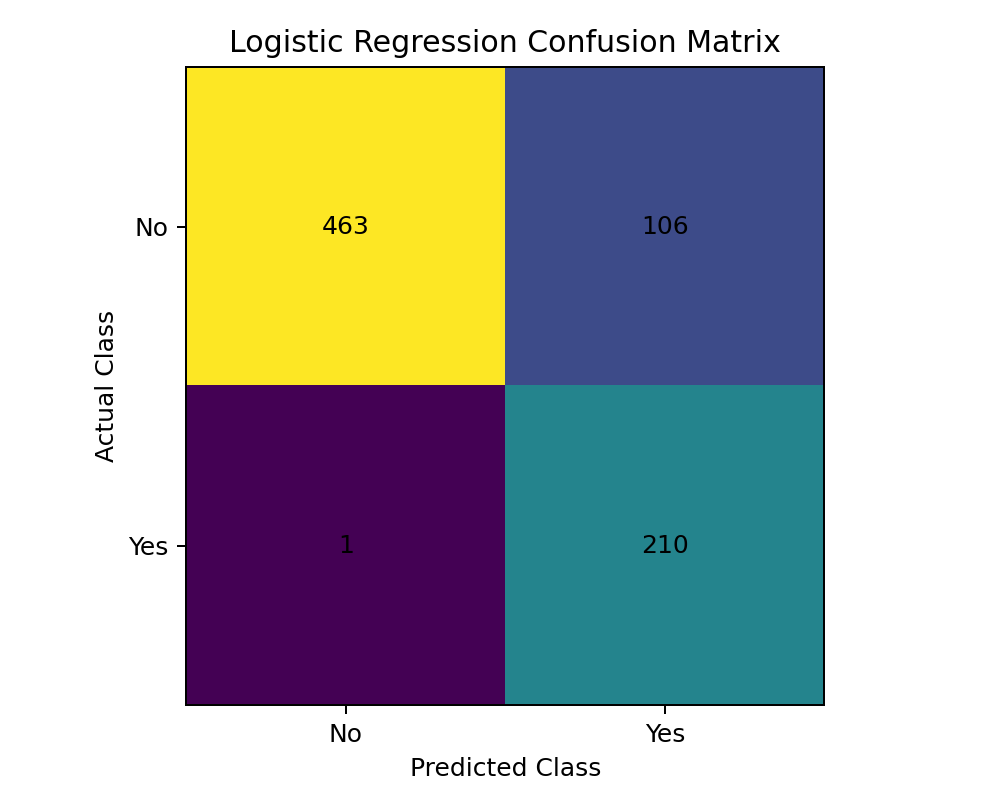 Logistic Regression Confusion Matrix
No
463
106
Actual Class
Yes
1
210
No
Yes
Predicted Class